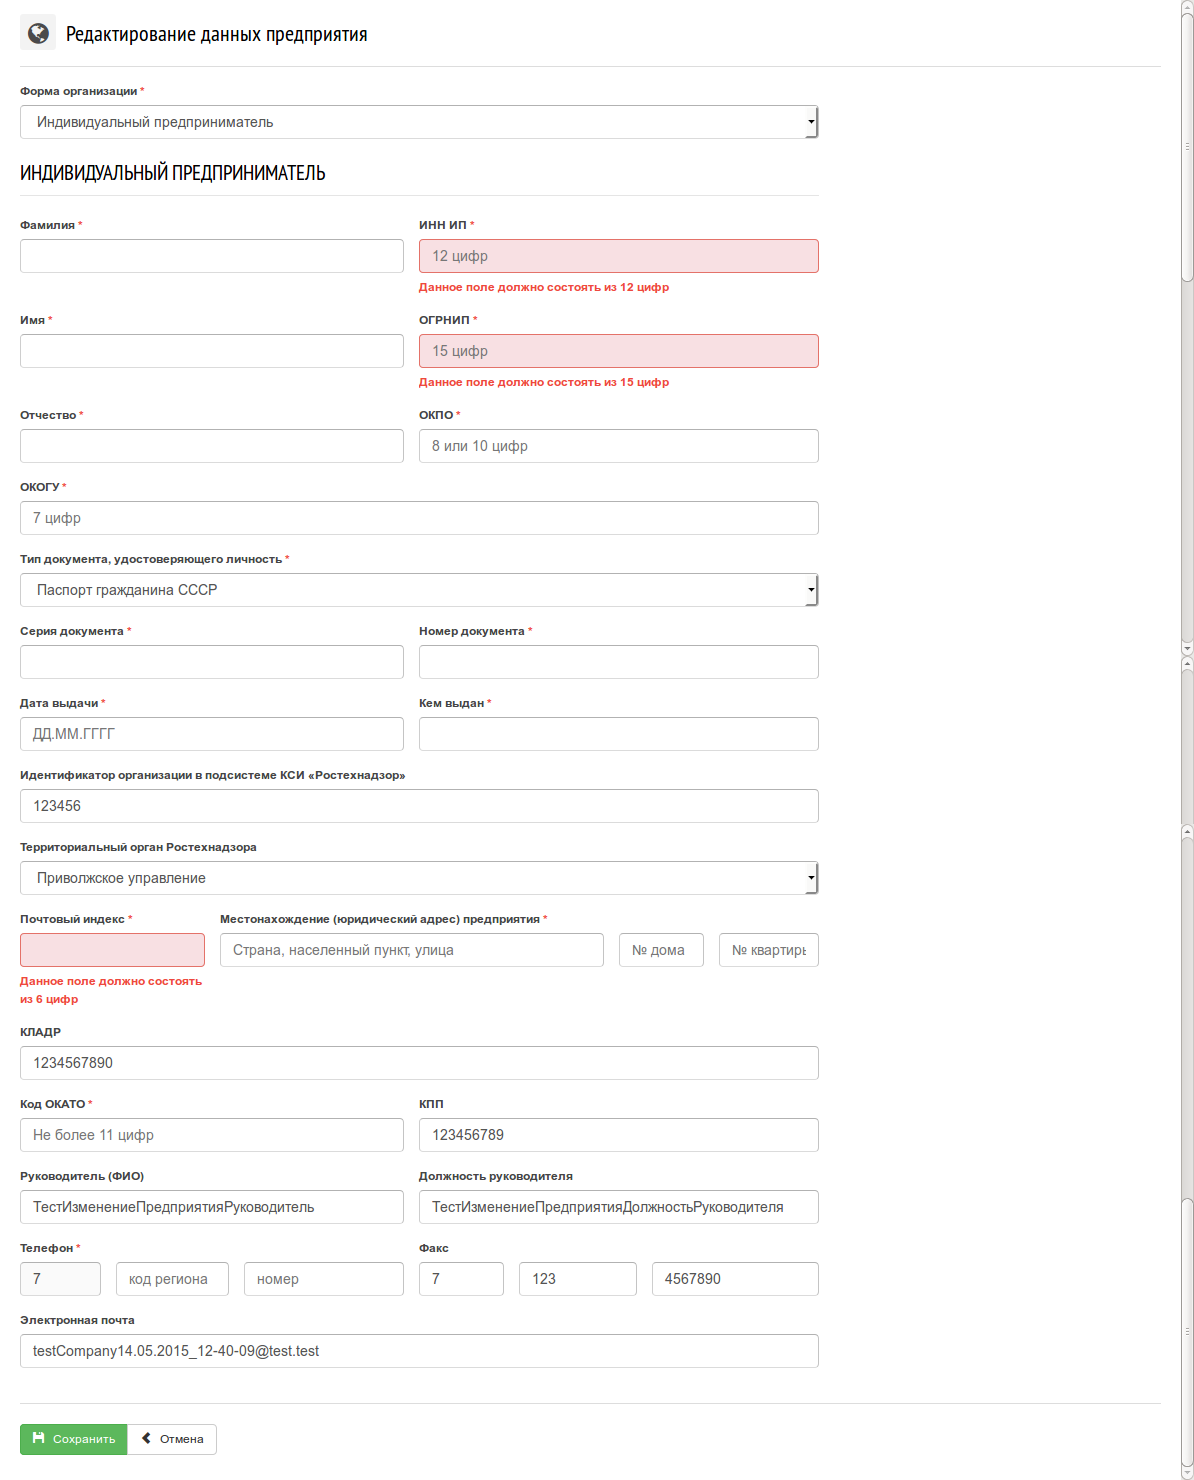 Редактирование данных предприятия
Форма организации *
Индивидуальный предприниматель
ИНДИВИДУАЛЬНЫЙ ПРЕДПРИНИМАТЕЛЬ
Фамилия * ИНН ИП *
12 цифр
Данное поле должно состоять из 12 цифр
Имя * ОГРНИП *
15 цифр
Данное поле должно состоять из 15 цифр
Отчество * ОКПО *
8 или 10 цифр
ОКОГУ *
7 цифр
Тип документа, удостоверяющего личность *
Паспорт гражданина СССР
Серия документа * Номер документа *
Дата выдачи * Кем выдан *
ДД.ММ.ГГГГ
Идентификатор организации в подсистеме КСИ «Ростехнадзор»
123456
Территориальный орган Ростехнадзора
Приволжское управление
Почтовый индекс * Местонахождение (юридический адрес) предприятия *
Страна, населенный пункт, улица № дома № квартиры
Данное поле должно состоять
из 6 цифр
КЛАДР
1234567890
Код ОКАТО * КПП
Не более 11 цифр 123456789
Руководитель (ФИО) Должность руководителя
ТестИзменениеПредприятияРуководитель ТестИзменениеПредприятияДолжностьРуководителя
Телефон * Факс
7 код региона номер 7 123 4567890
Электронная почта
testCompany14.05.2015_12-40-09@test.test
Сохранить Отмена